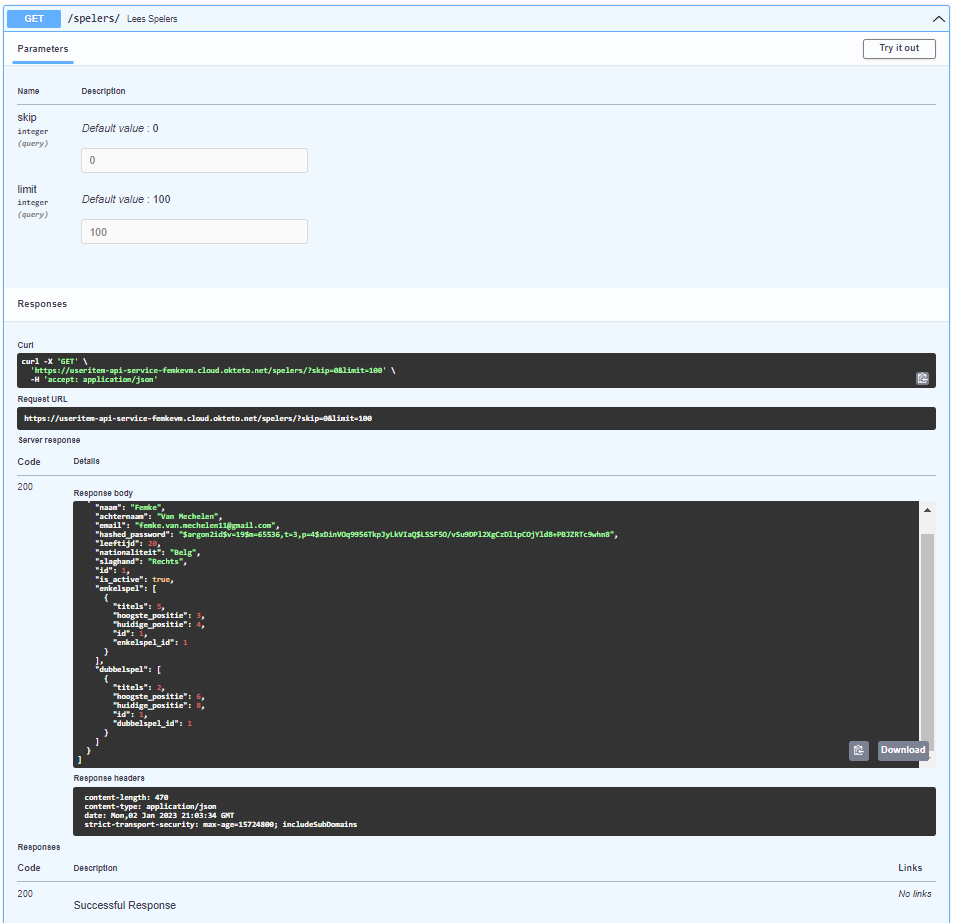 GET /spelers/ Lees Spelers
Parameters
Try it out
Name Description
skip
integer
(query)
Default value : 0
0
limit
integer
(query)
Default value : 100
100
Responses
Curl
curl -X 'GET' \
'https://useritem-api-service-femkevm.cloud.okteto.net/spelers/?skip=0&limit=100' \
-H 'accept: application/json'
Request URL
https://useritem-api-service-femkevm.cloud.okteto.net/spelers/?skip=0&limit=100
Server response
Code Details
200
Response body
"naam": "Femke",
"achternaam": "Van Mechelen",
"email": "femke.van.mechelen11@gmail.com",
"hashed_password": "$argon2id$v=19$m=65536,t=3,p=4$xDinVOq9956TkpJyLkVIaQ$LSSF5O/vSu9DPl2XgCzDl1pCOjYld8+PBJZRTc9whn8",
"leeftijd": 20,
"nationaliteit": "Belg",
"slaghand": "Rechts",
"id": 1,
"is_active": true,
"enkelspel": [
{
"titels": 5,
"hoogste_positie": 3,
"huidige_positie": 4,
"id": 1,
"enkelspel_id": 1
}
],
"dubbelspel": [
{
"titels": 2,
"hoogste_positie": 6,
"huidige_positie": 8,
"id": 1,
"dubbelspel_id": 1
}
]
}
]
Download
Response headers
content-length: 470
content-type: application/json
date: Mon,02 Jan 2023 21:03:34 GMT
strict-transport-security: max-age=15724800; includeSubDomains
Responses
Code Description Links
200
Successful Response
No links